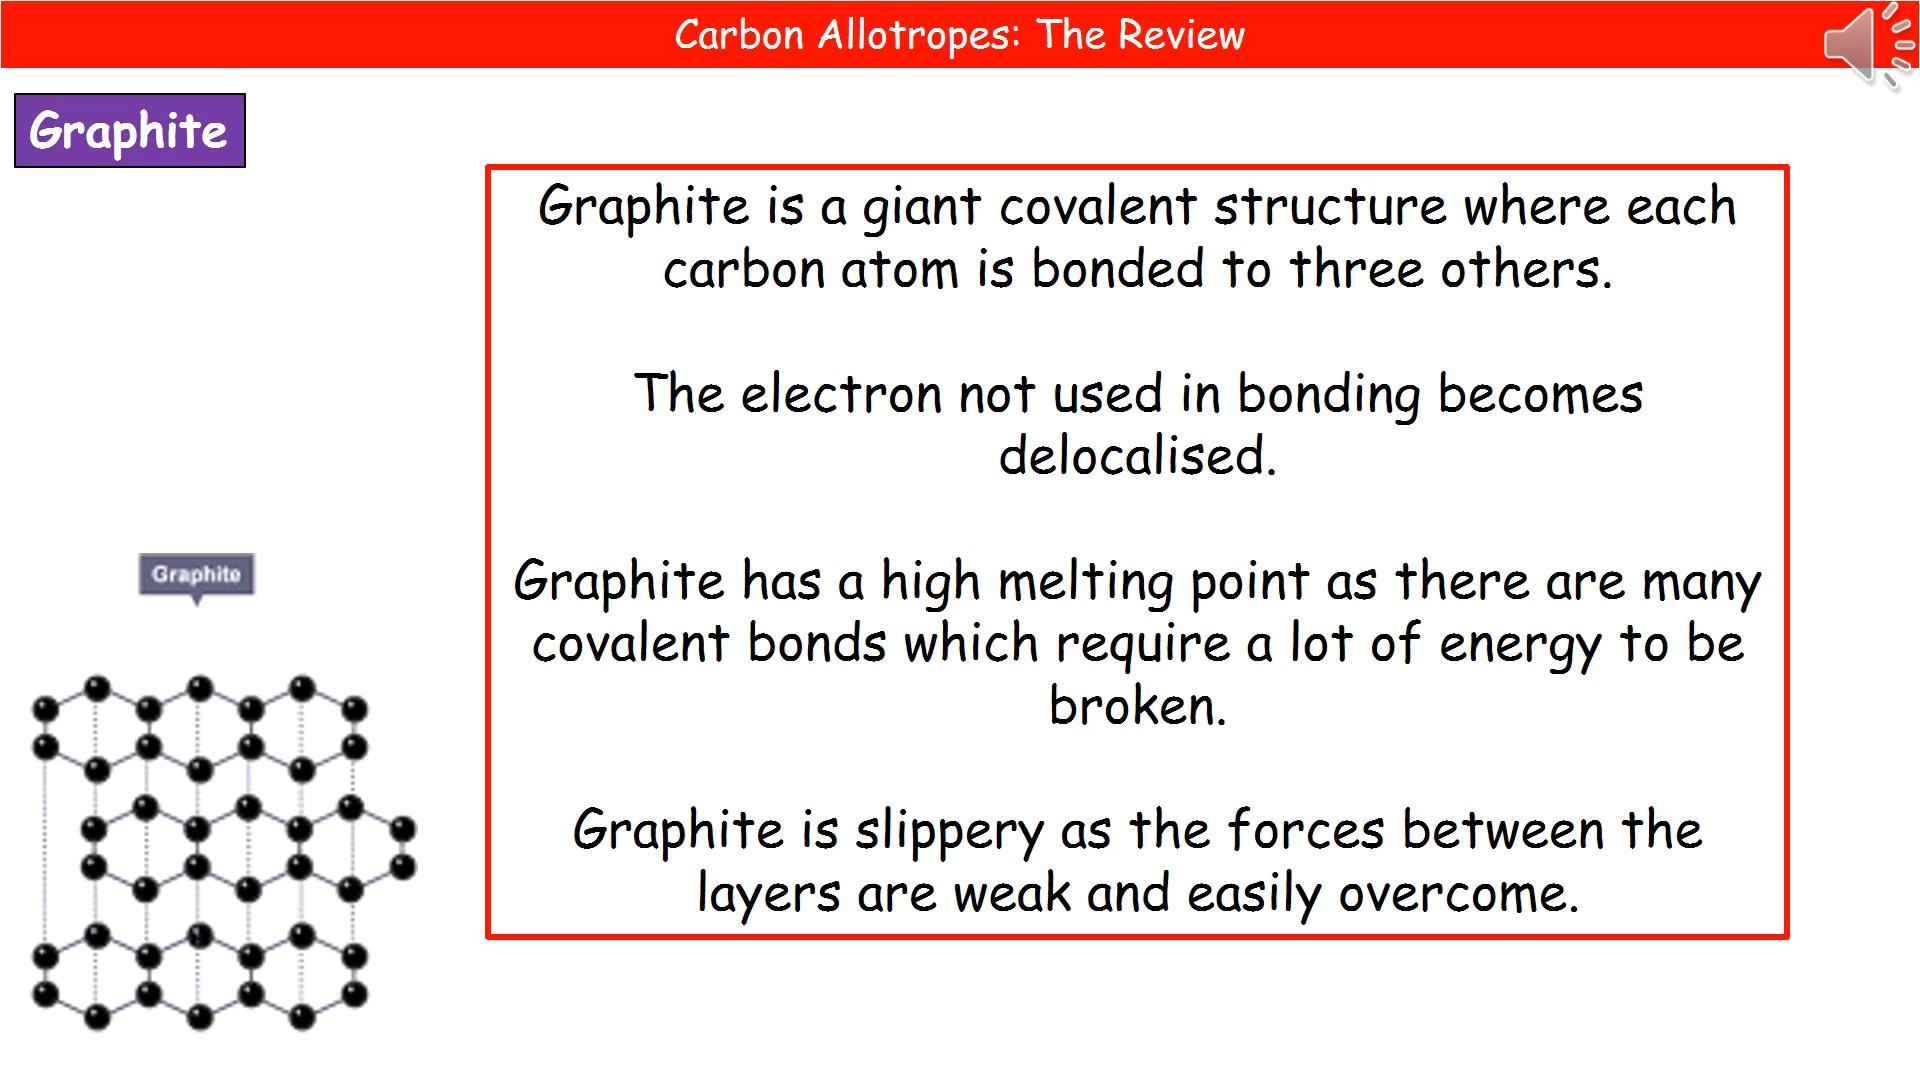 Carbon Allotropes: The Review
Graphite
Graphite is a giant covalent structure where each
carbon atom is bonded to three others.
The electron not used in bonding becomes
delocalised.
Graphite has a high melting point as there are many
covalent bonds which require a lot of energy to be
broken.
Graphite is slippery as the forces between the
layers are weak and easily overcome.
Graphite